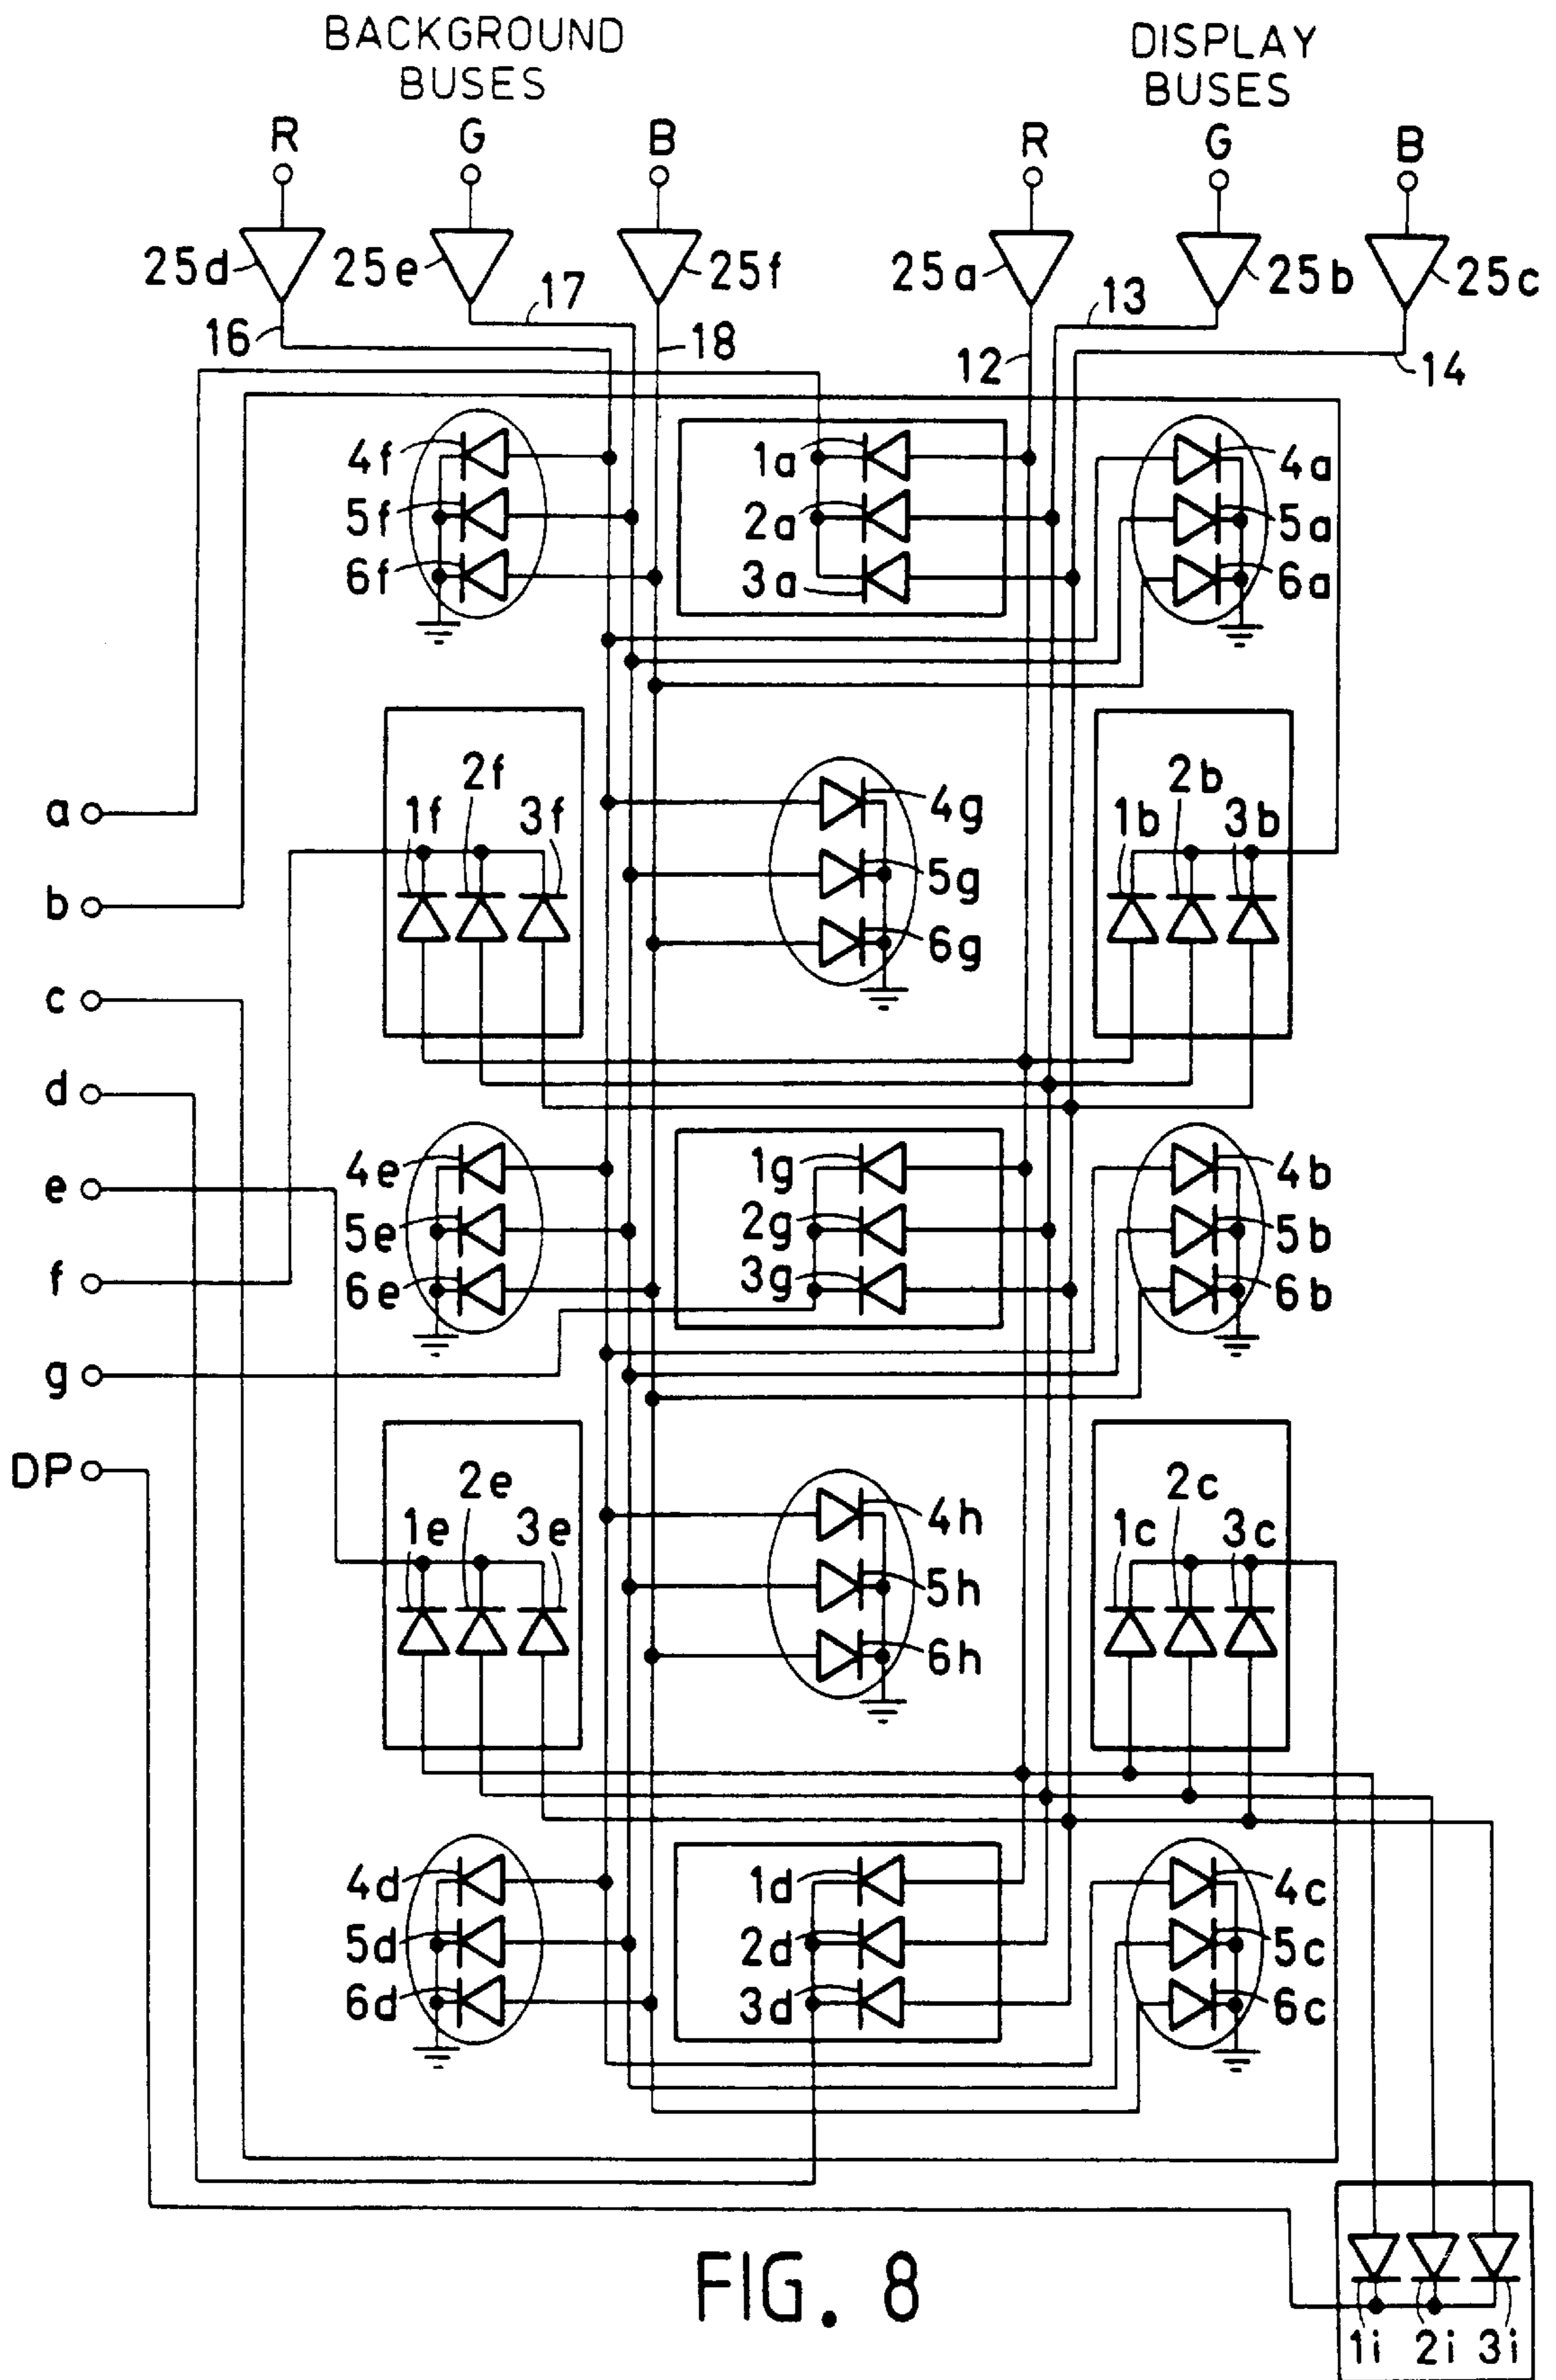 BACKGROUND
BUSES
DISPLAY
BUSES
R G B R G B
25d 25e 25f 25a 25b 25c
16 17 18 12 13 14
4f 1a 4a
5f 2a 5a
6f 3a 6a
a
1f 2f 3f 4g 1b 2b 3b
5g
b
6g
c
d
4e 1g 4b
e
5e 2g 5b
f
6e 3g 6b
g
DP
1e 2e 3e 4h 1c 2c 3c
5h
6h
4d 1d 4c
5d 2d 5c
6d 3d 6c
FIG. 8
1i 2i 3i